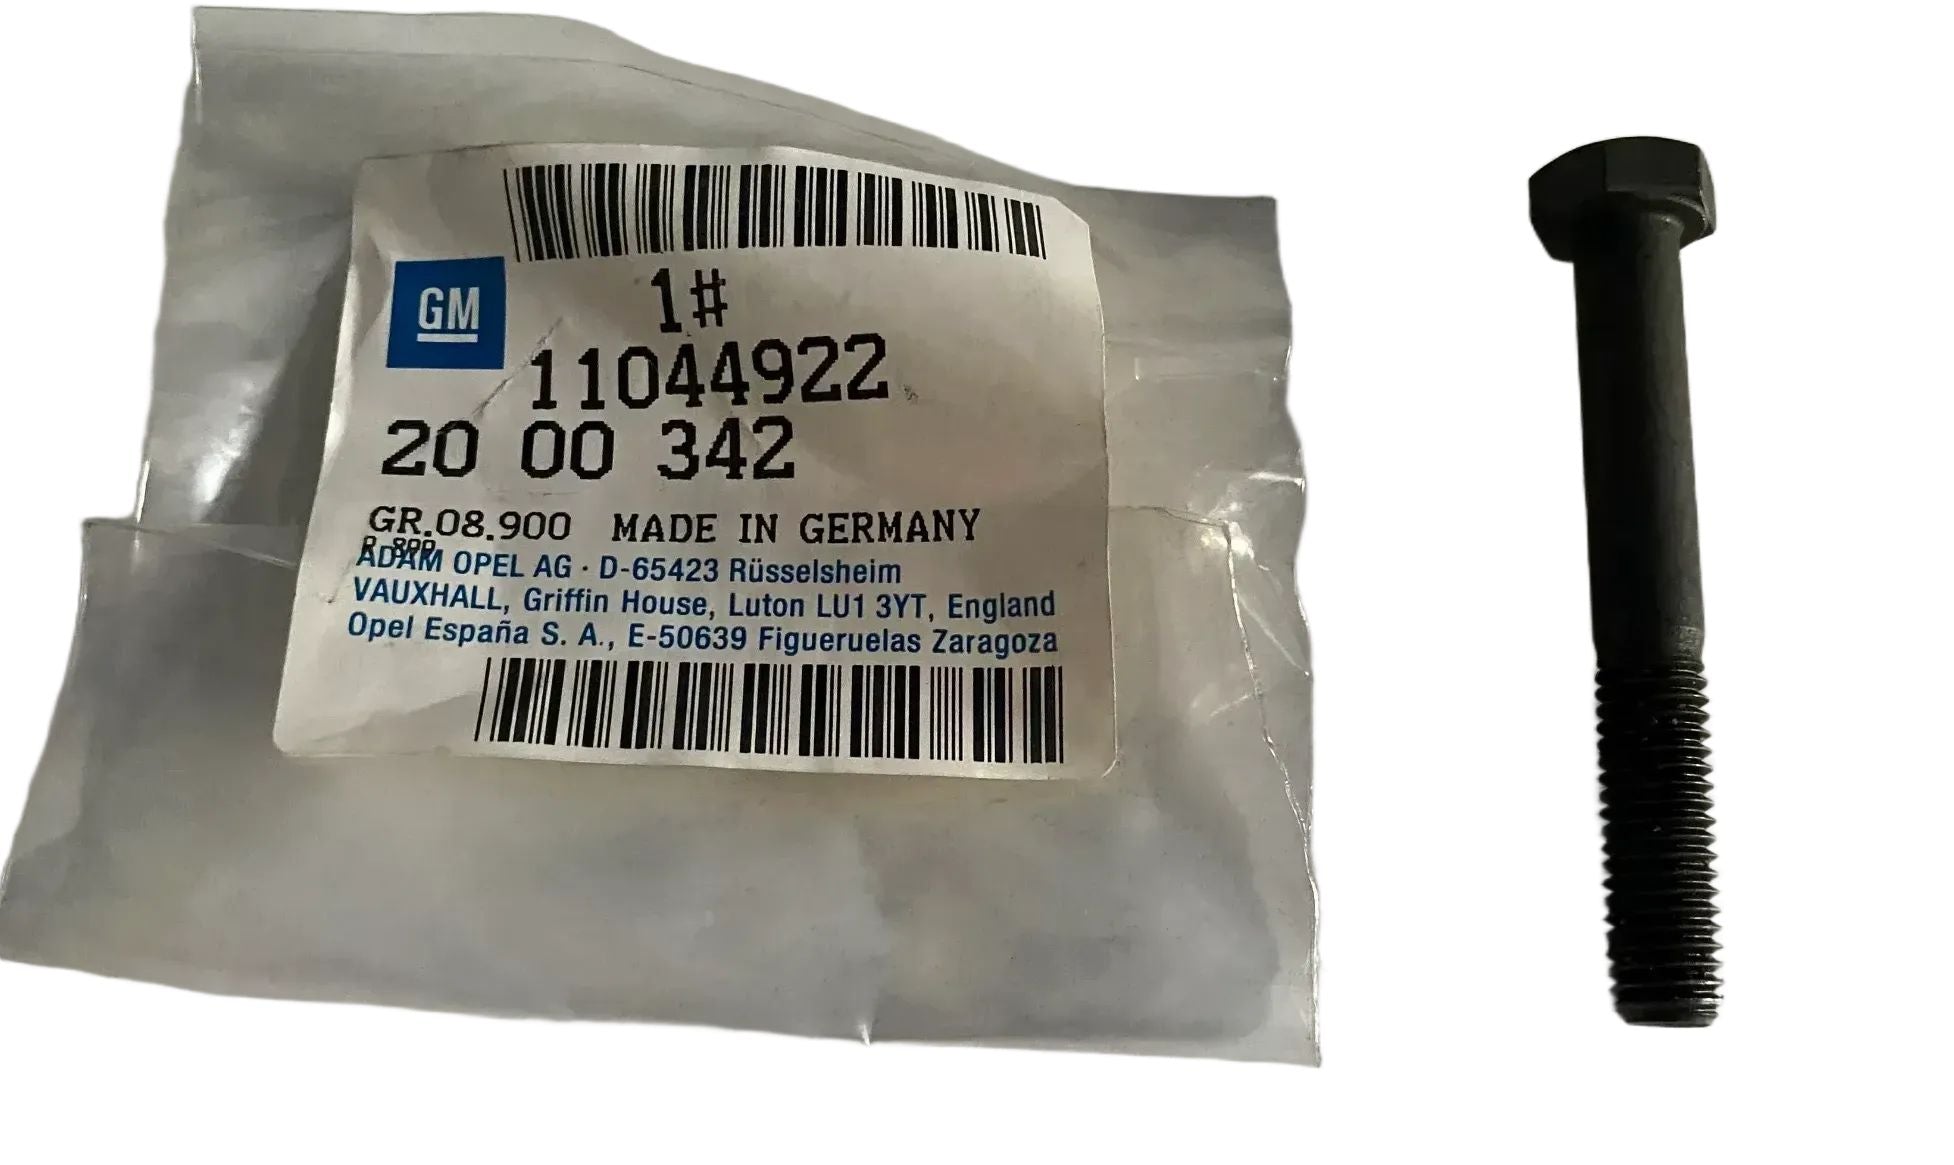 1#
GM
11044922
20 00 342
GR.08.900 MADE IN GERMANY
ADAM OPEL AG · D-65423 Rüsselsheim
VAUXHALL, Griffin House, Luton LU1 3YT, England
Opel España S. A., E-50639 Figueruelas Zaragoza